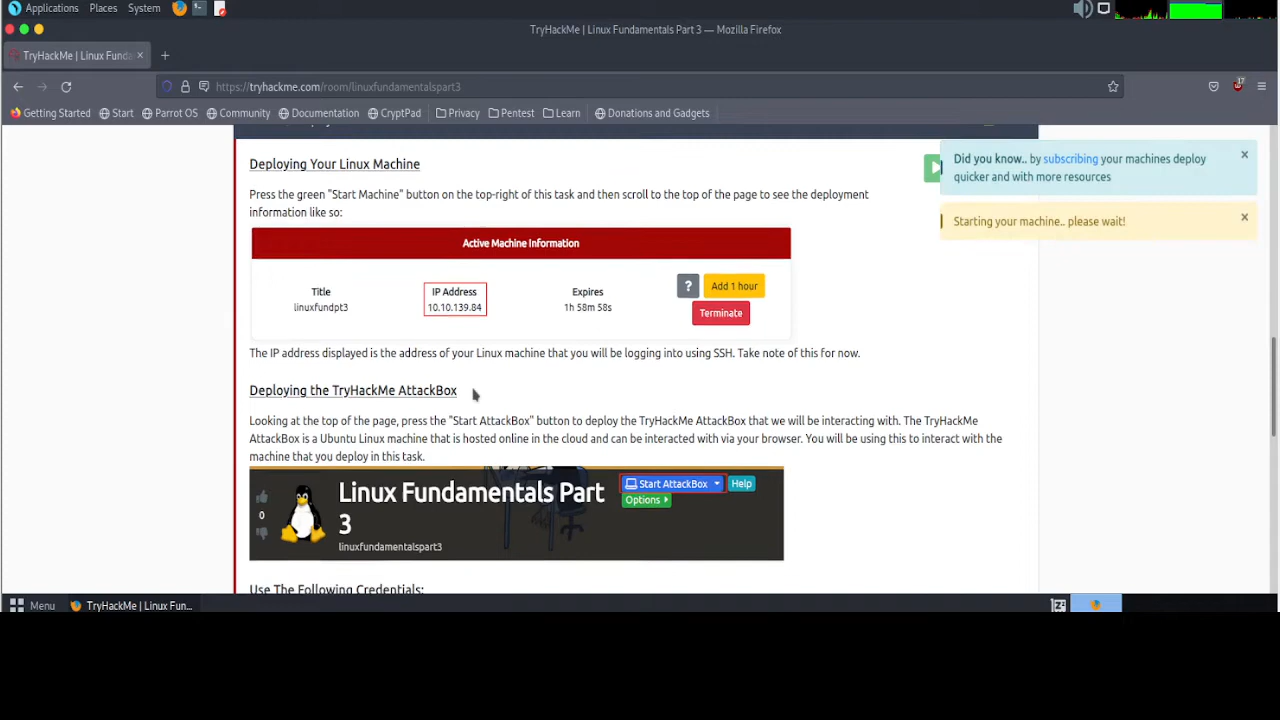 Applications Places System
TryHackMe | Linux Fundamentals Part 3 — Mozilla Firefox
TryHackMe | Linux Funda × +
https://tryhackme.com/room/linuxfundamentalspart3
17
Getting Started Start Parrot OS Community Documentation CryptPad Privacy Pentest Learn Donations and Gadgets
Deploying Your Linux Machine
Did you know.. by subscribing your machines deploy
quicker and with more resources
×
Press the green "Start Machine" button on the top-right of this task and then scroll to the top of the page to see the deployment
information like so:
Starting your machine.. please wait!
×
Active Machine Information
Title IP Address Expires
linuxfundpt3 10.10.139.84 1h 58m 58s
? Add 1 hour
Terminate
The IP address displayed is the address of your Linux machine that you will be logging into using SSH. Take note of this for now.
Deploying the TryHackMe AttackBox
Looking at the top of the page, press the "Start AttackBox" button to deploy the TryHackMe AttackBox that we will be interacting with. The TryHackMe
AttackBox is a Ubuntu Linux machine that is hosted online in the cloud and can be interacted with via your browser. You will be using this to interact with the
machine that you deploy in this task.
0
Linux Fundamentals Part
3
linuxfundamentalspart3
Start AttackBox Help
Options
Use The Following Credentials:
Menu TryHackMe | Linux Fun...